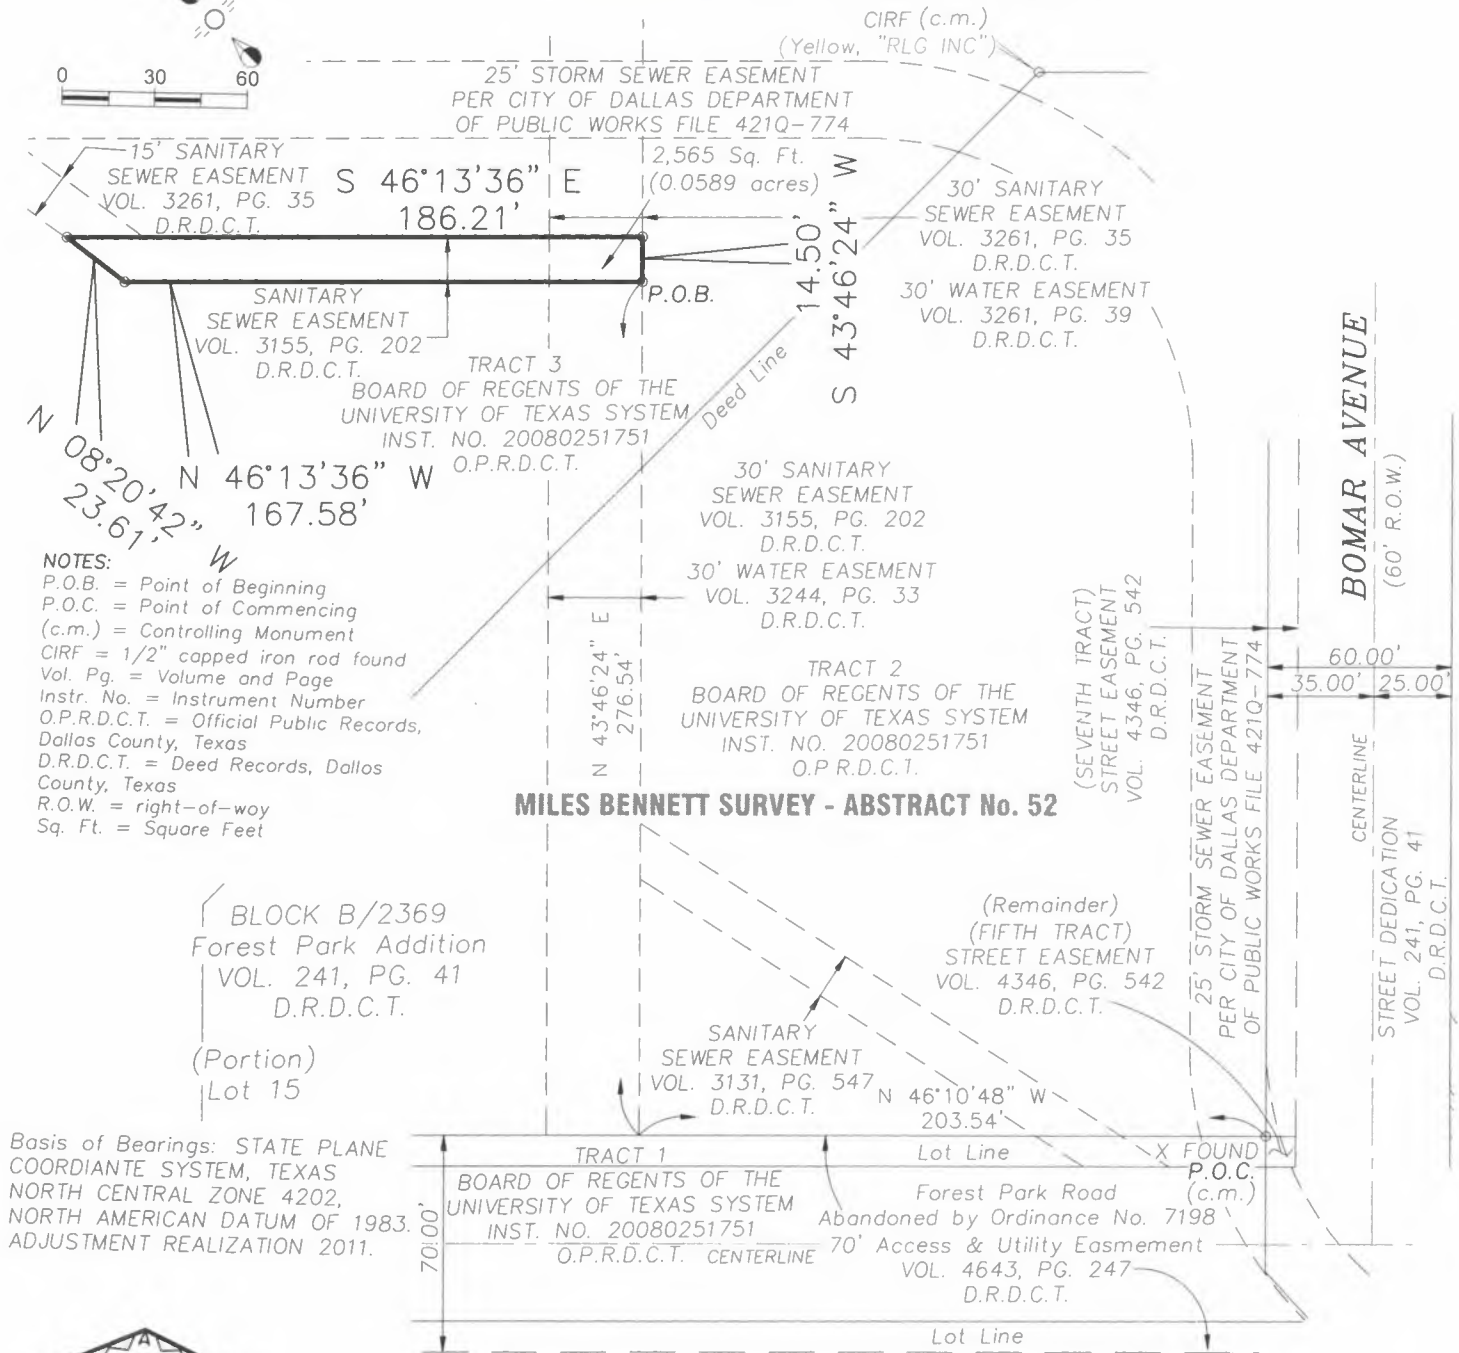 CIRF (c.m.)
(Yellow, "RLG INC")
0 30 60
25' STORM SEWER EASEMENT
PER CITY OF DALLAS DEPARTMENT
OF PUBLIC WORKS FILE 421Q-774
15' SANITARY
SEWER EASEMENT
VOL. 3261, PG. 35
D.R.D.C.T.
S 46°13'36" E
186.21'
2,565 Sq. Ft.
(0.0589 acres)
14.50'
S 43°46'24" W
30' SANITARY
SEWER EASEMENT
VOL. 3261, PG. 35
D.R.D.C.T.
30' WATER EASEMENT
VOL. 3261, PG. 39
D.R.D.C.T.
P.O.B.
SANITARY
SEWER EASEMENT
VOL. 3155, PG. 202
D.R.D.C.T.
TRACT 3
BOARD OF REGENTS OF THE
UNIVERSITY OF TEXAS SYSTEM
INST. NO. 20080251751
O.P.R.D.C.T.
Deed Line
N 08°20'42" W
23.61'
N 46°13'36" W
167.58'
BOMAR AVENUE
(60' R.O.W.)
30' SANITARY
SEWER EASEMENT
VOL. 3155, PG. 202
D.R.D.C.T.
30' WATER EASEMENT
VOL. 3244, PG. 33
D.R.D.C.T.
NOTES:
P.O.B. = Point of Beginning
P.O.C. = Point of Commencing
(c.m.) = Controlling Monument
CIRF = 1/2" capped iron rod found
Vol. Pg. = Volume and Page
Instr. No. = Instrument Number
O.P.R.D.C.T. = Official Public Records,
Dallas County, Texas
D.R.D.C.T. = Deed Records, Dallas
County, Texas
R.O.W. = right-of-way
Sq. Ft. = Square Feet
N 43°46'24" E
276.54'
TRACT 2
BOARD OF REGENTS OF THE
UNIVERSITY OF TEXAS SYSTEM
INST. NO. 20080251751
O.P R.D.C.T.
(SEVENTH TRACT)
STREET EASEMENT
VOL. 4346, PG. 542
D.R.D.C.T.
60.00'
35.00' 25.00'
MILES BENNETT SURVEY - ABSTRACT No. 52
25' STORM SEWER EASEMENT
PER CITY OF DALLAS DEPARTMENT
OF PUBLIC WORKS FILE 421Q-774
CENTERLINE
STREET DEDICATION
VOL. 241, PG. 41
D.R.D.C.T.
BLOCK B/2369
Forest Park Addition
VOL. 241, PG. 41
D.R.D.C.T.
(Portion)
Lot 15
(Remainder)
(FIFTH TRACT)
STREET EASEMENT
VOL. 4346, PG. 542
D.R.D.C.T.
SANITARY
SEWER EASEMENT
VOL. 3131, PG. 547
D.R.D.C.T.
N 46°10'48" W
203.54'
Basis of Bearings: STATE PLANE
COORDIANTE SYSTEM, TEXAS
NORTH CENTRAL ZONE 4202,
NORTH AMERICAN DATUM OF 1983.
ADJUSTMENT REALIZATION 2011.
70.00'
TRACT 1
BOARD OF REGENTS OF THE
UNIVERSITY OF TEXAS SYSTEM
INST. NO. 20080251751
O.P.R.D.C.T.
CENTERLINE
Lot Line
X FOUND
P.O.C.
(c.m.)
Forest Park Road
Abandoned by Ordinance No. 7198
70' Access & Utility Easmement
VOL. 4643, PG. 247
D.R.D.C.T.
Lot Line
A